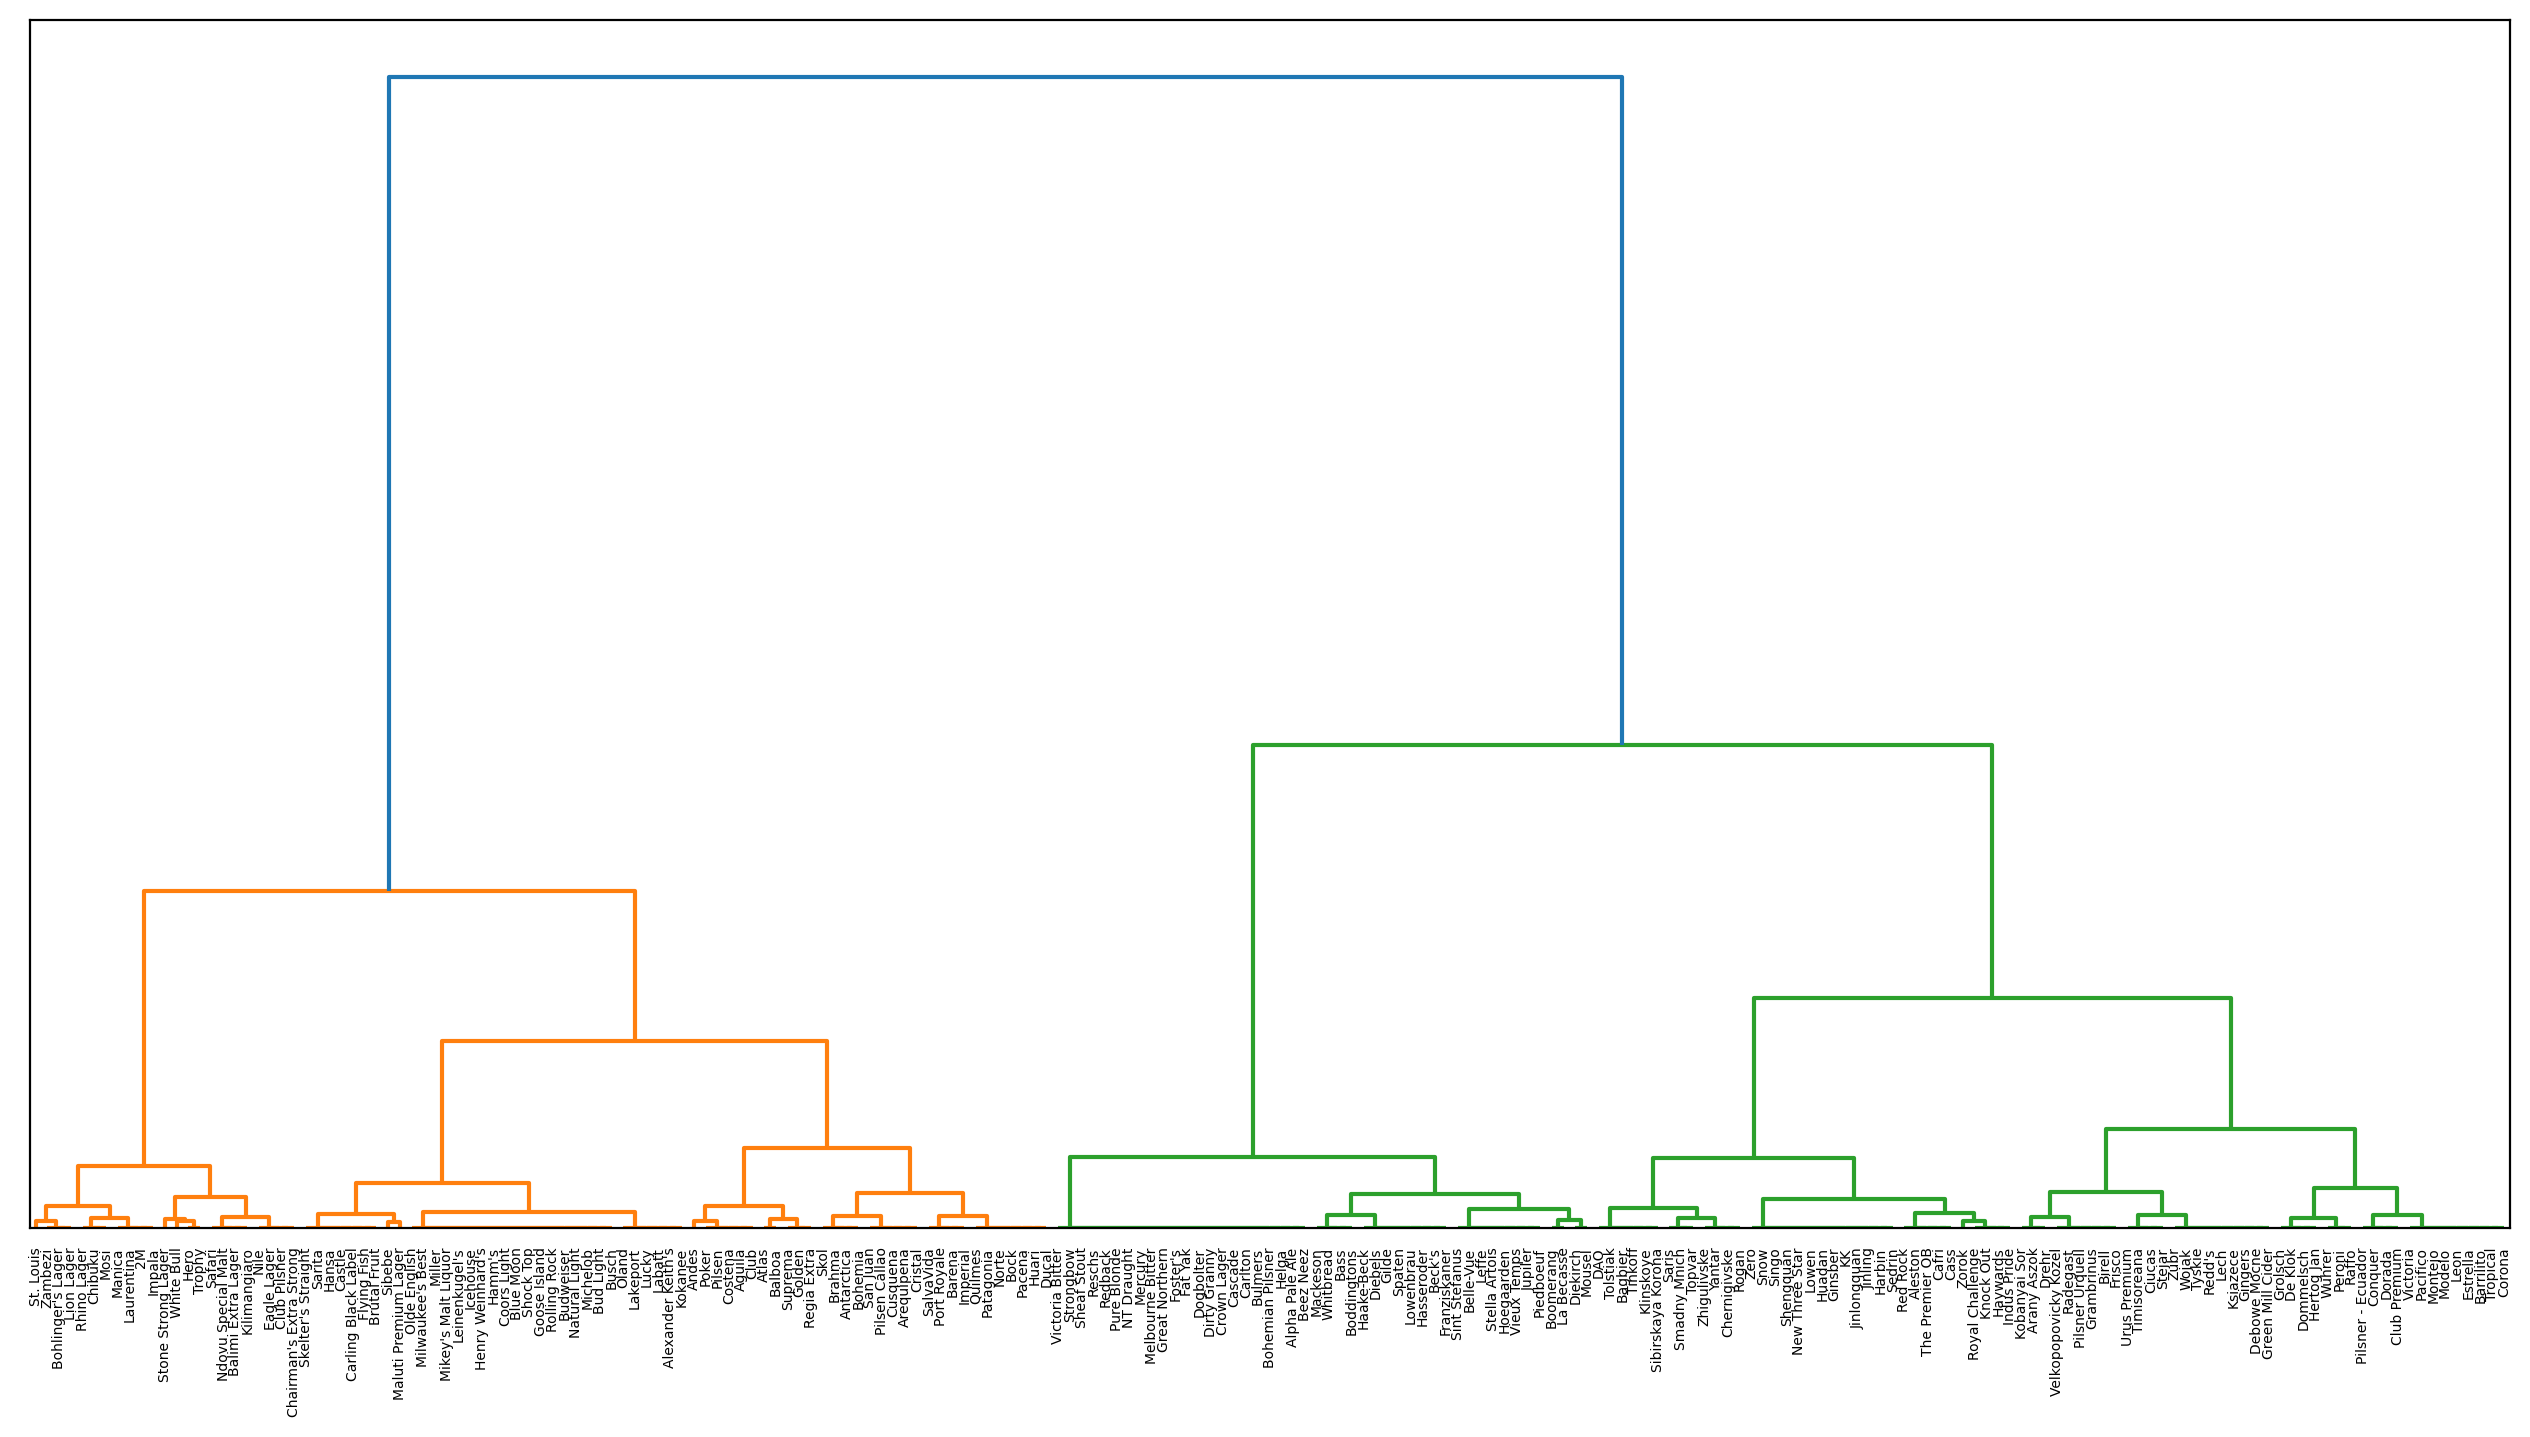 St. Louis
Zambezi
Bohlinger's Lager
Lion Lager
Rhino Lager
Chibuku
Mosi
Manica
Laurentina
2M
Impala
Stone Strong Lager
White Bull
Hero
Trophy
Safari
Ndovu Special Malt
Balimi Extra Lager
Kilimanjaro
Nile
Eagle Lager
Club Pilsner
Chairman's Extra Strong
Skelter's Straight
Sarita
Hansa
Castle
Carling Black Label
Flying Fish
Brutal Fruit
Sibebe
Maluti Premium Lager
Olde English
Milwaukee's Best
Miller
Mikey's Malt Liquor
Leinenkugel's
Icehouse
Henry Weinhard's
Hamm's
Coors Light
Blue Moon
Shock Top
Goose Island
Rolling Rock
Budweiser
Natural Light
Michelob
Bud Light
Busch
Oland
Lakeport
Lucky
Labatt
Alexander Keith's
Kokanee
Andes
Poker
Pilsen
Costena
Aguila
Club
Atlas
Balboa
Suprema
Golden
Regia Extra
Skol
Brahma
Antarctica
Bohemia
San Juan
Pilsen Callao
Cusquena
Arequipena
Cristal
SalvaVida
Port Royale
Barena
Imperial
Quilmes
Patagonia
Norte
Bock
Pacena
Huari
Ducal
Victoria Bitter
Strongbow
Sheaf Stout
Reschs
Redback
Pure Blonde
NT Draught
Mercury
Melbourne Bitter
Great Northern
Foster's
Fat Yak
Dogbolter
Dirty Granny
Crown Lager
Cascade
Carlton
Bulmers
Bohemian Pilsner
Helga
Alpha Pale Ale
Beez Neez
Mackeson
Whitbread
Bass
Boddingtons
Haake-Beck
Diebels
Gilde
Spaten
Lowenbrau
Hasseroder
Beck's
Franziskaner
Sint Stefanus
Belle-Vue
Leffe
Stella Artois
Hoegaarden
Vieux Temps
Jupiler
Piedboeuf
Boomerang
La Becasse
Diekirch
Mousel
DAO
Tolstiak
Bagbier
Tinkoff
Klinskoye
Sibirskaya Korona
Saris
Smadny Mnich
Topvar
Zhigulivske
Yantar
Chernigivske
Rogan
Zero
Snow
Singo
Shengquan
New Three Star
Lowen
Huadan
Ginsber
KK
Jinlongquan
Jinling
Harbin
Sedrin
Red Rock
Aleston
The Premier OB
Cafri
Cass
Zorok
Royal Challenge
Knock Out
Haywards
Indus Pride
Kobanyai Sor
Arany Aszok
Dreher
Velkopopovicky Kozel
Radegast
Pilsner Urquell
Grambrinus
Birell
Frisco
Urus Premium
Timisoreana
Ciucas
Stejar
Zubr
Wojak
Tyskie
Redd's
Lech
Ksiazece
Gingers
Debowe Mocne
Green Mill Cider
Grolsch
De Klok
Dommelsch
Hertog Jan
Wuhrer
Peroni
Raffo
Pilsner - Ecuador
Conquer
Dorada
Club Premium
Victoria
Pacifico
Montejo
Modelo
Leon
Estrella
Barrilito
Tropical
Corona